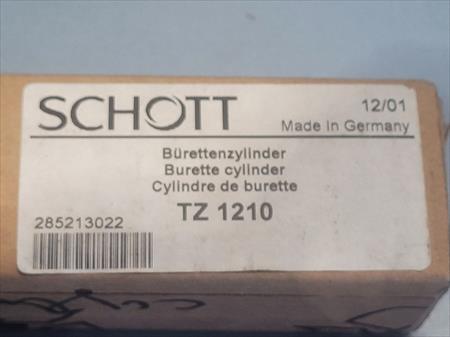 SCHOTT
12/01
Made In Germany
Bürettenzylinder
Burette cylinder
Cylindre de burette
TZ 1210
285213022